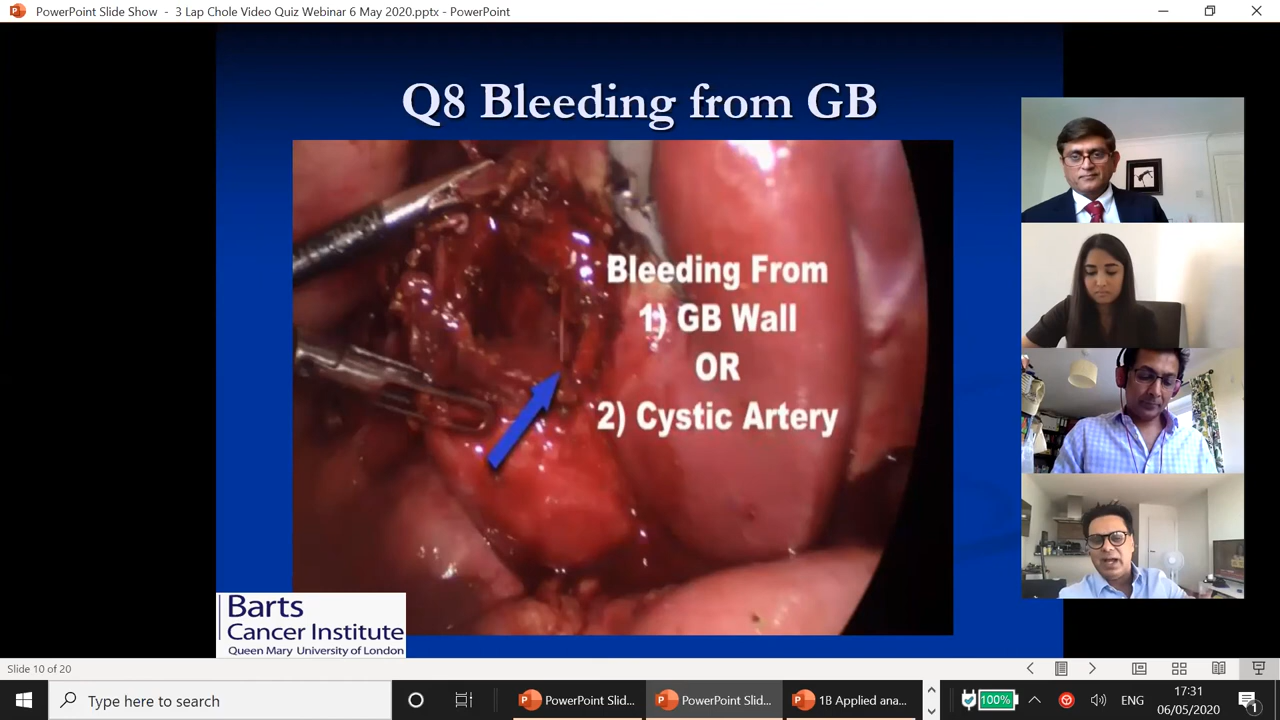 PowerPoint Slide Show - 3 Lap Chole Video Quiz Webinar 6 May 2020.pptx - PowerPoint
Q8 Bleeding from GB
Bleeding From
1) GB Wall
OR
2) Cystic Artery
Barts
Cancer Institute
Queen Mary University of London
Slide 10 of 20
Type here to search
PowerPoint Slid...
PowerPoint Slid...
1B Applied ana...
100%
ENG
17:31
06/05/2020
1